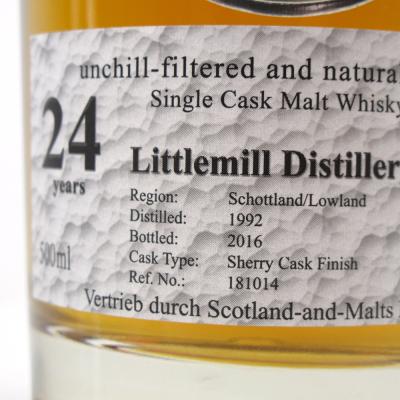 unchill-filtered and natura
Single Cask Malt Whisky
24
years
Littlemill Distiller
Region: Schottland/Lowland
Distilled: 1992
Bottled: 2016
500ml
Cask Type: Sherry Cask Finish
Ref. No.: 181014
Vertrieb durch Scotland-and-Malts